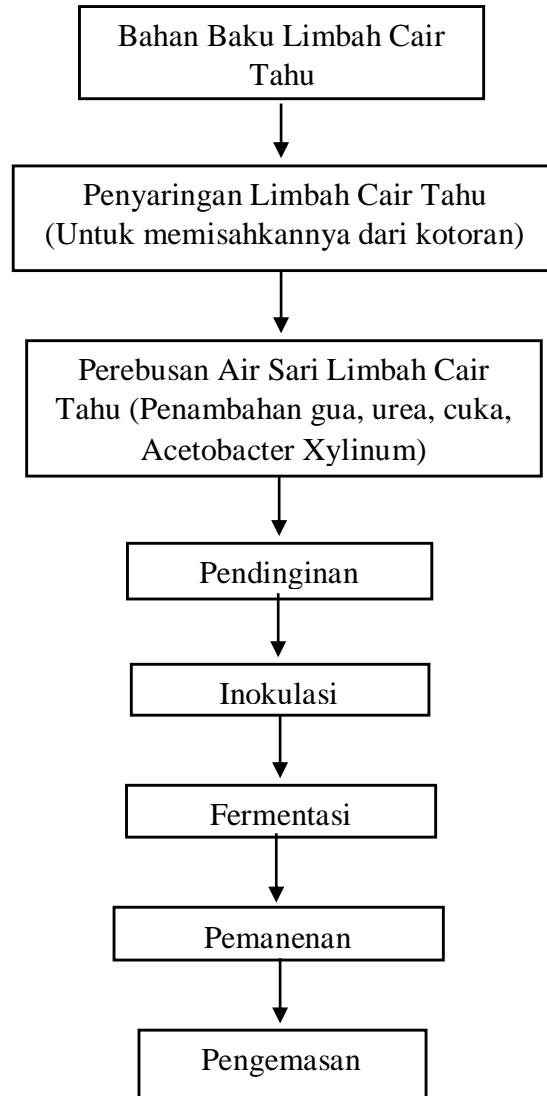 Bahan Baku Limbah Cair
Tahu
Penyaringan Limbah Cair Tahu
(Untuk memisahkannya dari kotoran)
Perebusan Air Sari Limbah Cair
Tahu (Penambahan gua, urea, cuka,
Acetobacter Xylinum)
Pendinginan
Inokulasi
Fermentasi
Pemanenan
Pengemasan